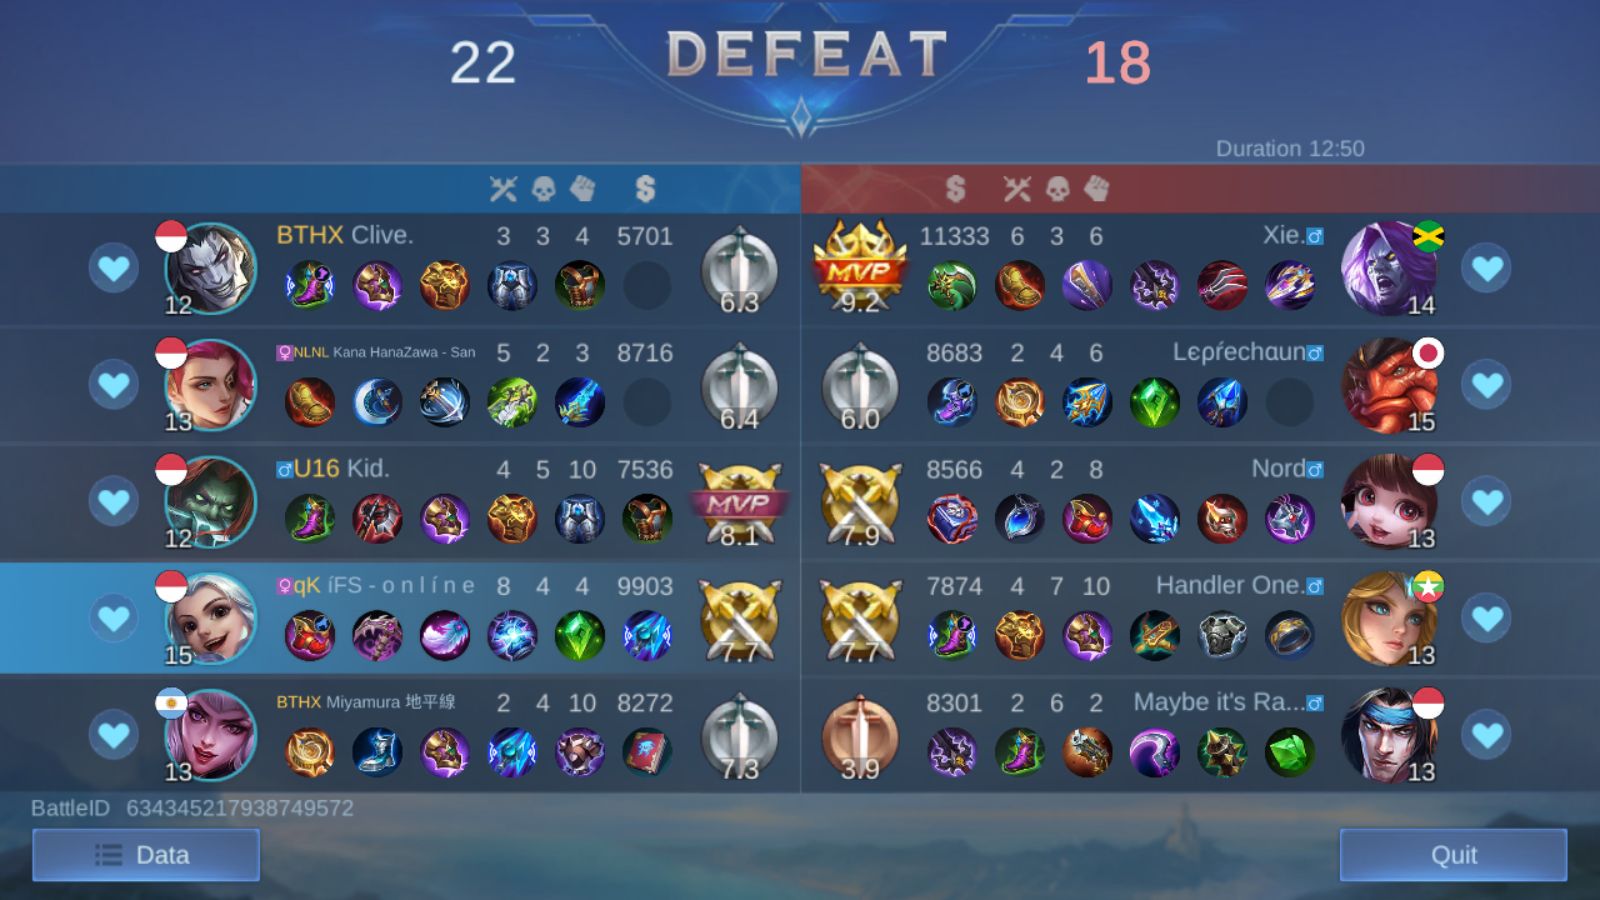 22 DEFEAT 18
Duration 12:50
BTHX Clive. 3 3 4 5701
12 6.3
MVP 11333 6 3 6 Xie.
9.2 14
NLNL Kana HanaZawa - San 5 2 3 8716
13 6.4
8683 2 4 6 Lєpŕechαun
6.0 15
U16 Kid. 4 5 10 7536 MVP
12 8.1
8566 4 2 8 Nord
7.9 13
qK íFS - o n l í n e 8 4 4 9903
15 7.7
7874 4 7 10 Handler One.
7.7 13
BTHX Miyamura 地平線 2 4 10 8272
13 7.3
8301 2 6 2 Maybe it's Ra...
3.9 13
BattleID 634345217938749572
Data
Quit